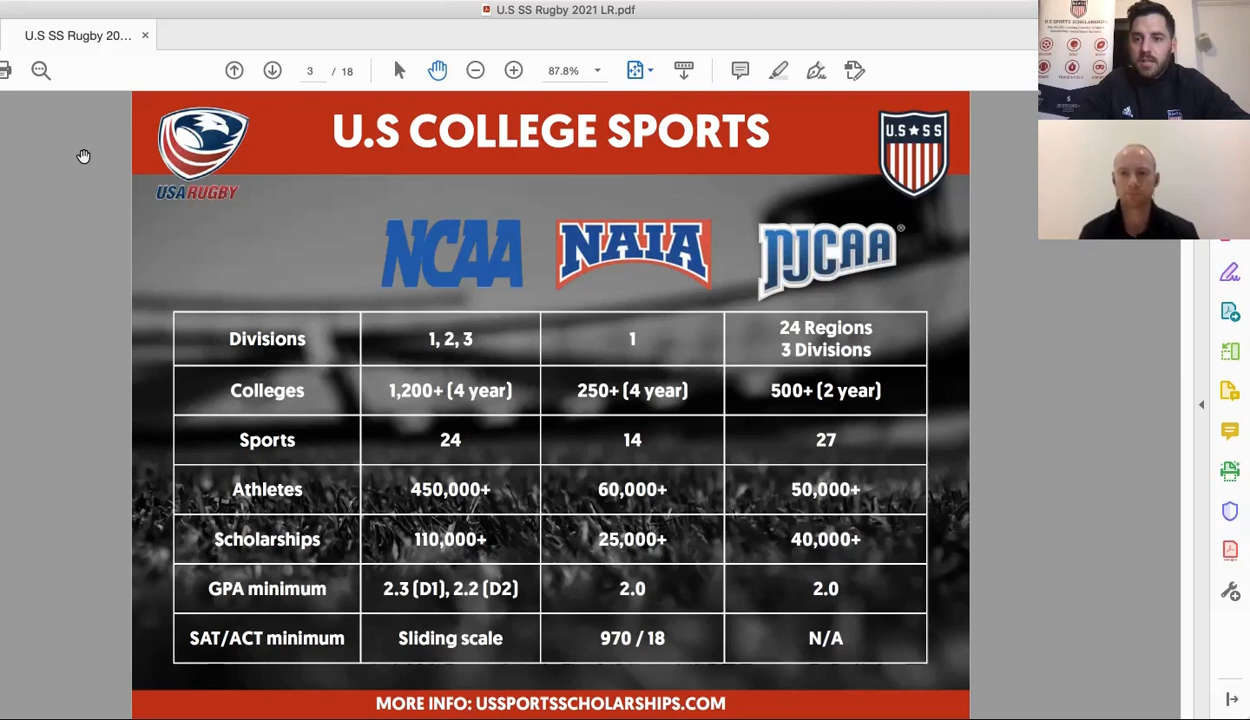 U.S SS Rugby 2021 LR.pdf
U.S SS Rugby 20...
3 / 18
87.8%
U.S COLLEGE SPORTS
USA RUGBY
U.S★SS
NCAA
NAIA
NJCAA®
Divisions
1, 2, 3
1
24 Regions
3 Divisions
Colleges
1,200+ (4 year)
250+ (4 year)
500+ (2 year)
Sports
24
14
27
Athletes
450,000+
60,000+
50,000+
Scholarships
110,000+
25,000+
40,000+
GPA minimum
2.3 (D1), 2.2 (D2)
2.0
2.0
SAT/ACT minimum
Sliding scale
970 / 18
N/A
MORE INFO: USSPORTSSCHOLARSHIPS.COM
U.S SPORTS SCHOLARSHIPS